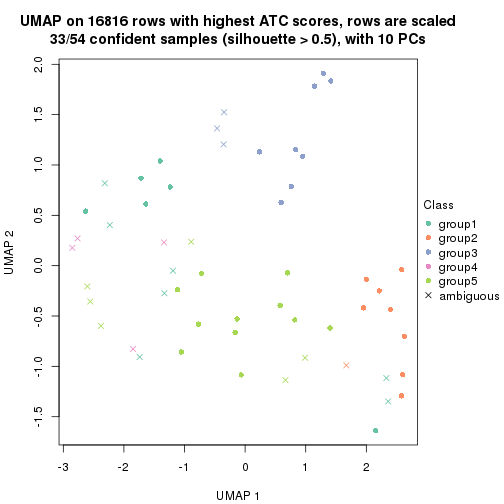 UMAP on 16816 rows with highest ATC scores, rows are scaled
33/54 confident samples (silhouette > 0.5), with 10 PCs
2.0
1.5
1.0
0.5
0.0
-0.5
-1.0
-1.5
UMAP 2
-3
-2
-1
0
1
2
UMAP 1
Class
group1
group2
group3
group4
group5
ambiguous